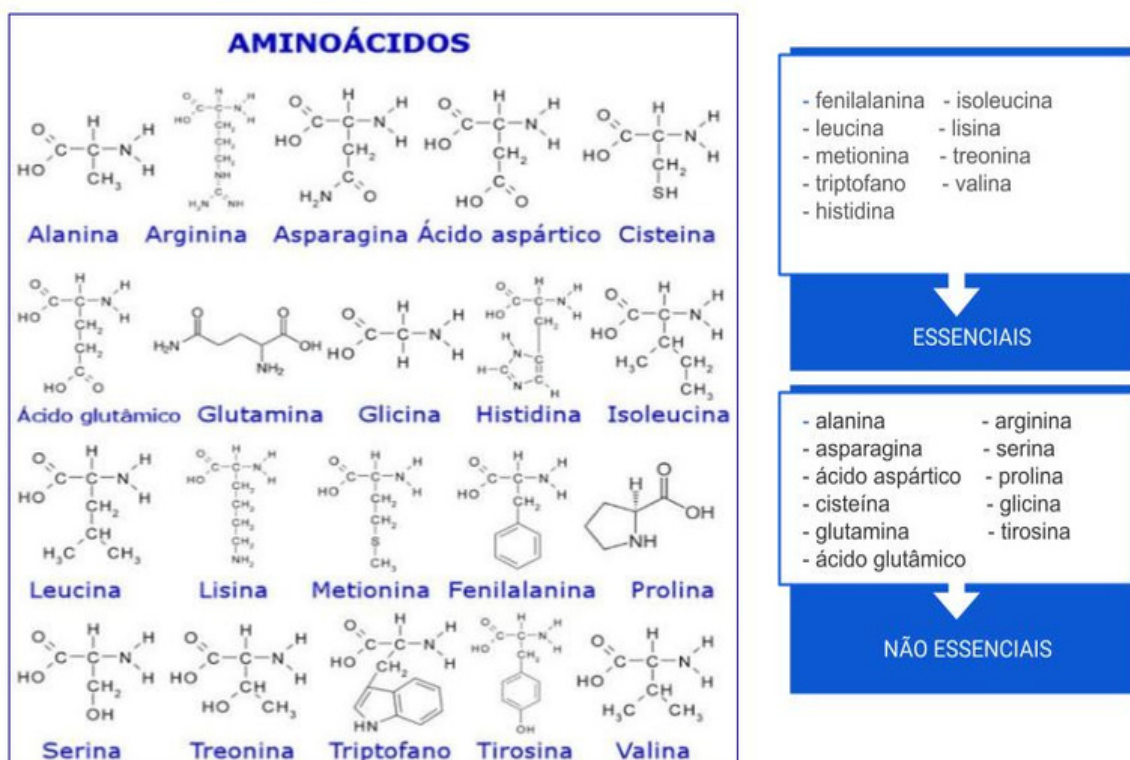 AMINOÁCIDOS
Alanina Arginina Asparagina Ácido aspártico Cisteina
Ácido glutâmico Glutamina Glicina Histidina Isoleucina
Leucina Lisina Metionina Fenilalanina Prolina
Serina Treonina Triptofano Tirosina Valina
- fenilalanina - isoleucina
- leucina - lisina
- metionina - treonina
- triptofano - valina
- histidina
ESSENCIAIS
- alanina - arginina
- asparagina - serina
- ácido aspártico - prolina
- cisteína - glicina
- glutamina - tirosina
- ácido glutâmico
NÃO ESSENCIAIS